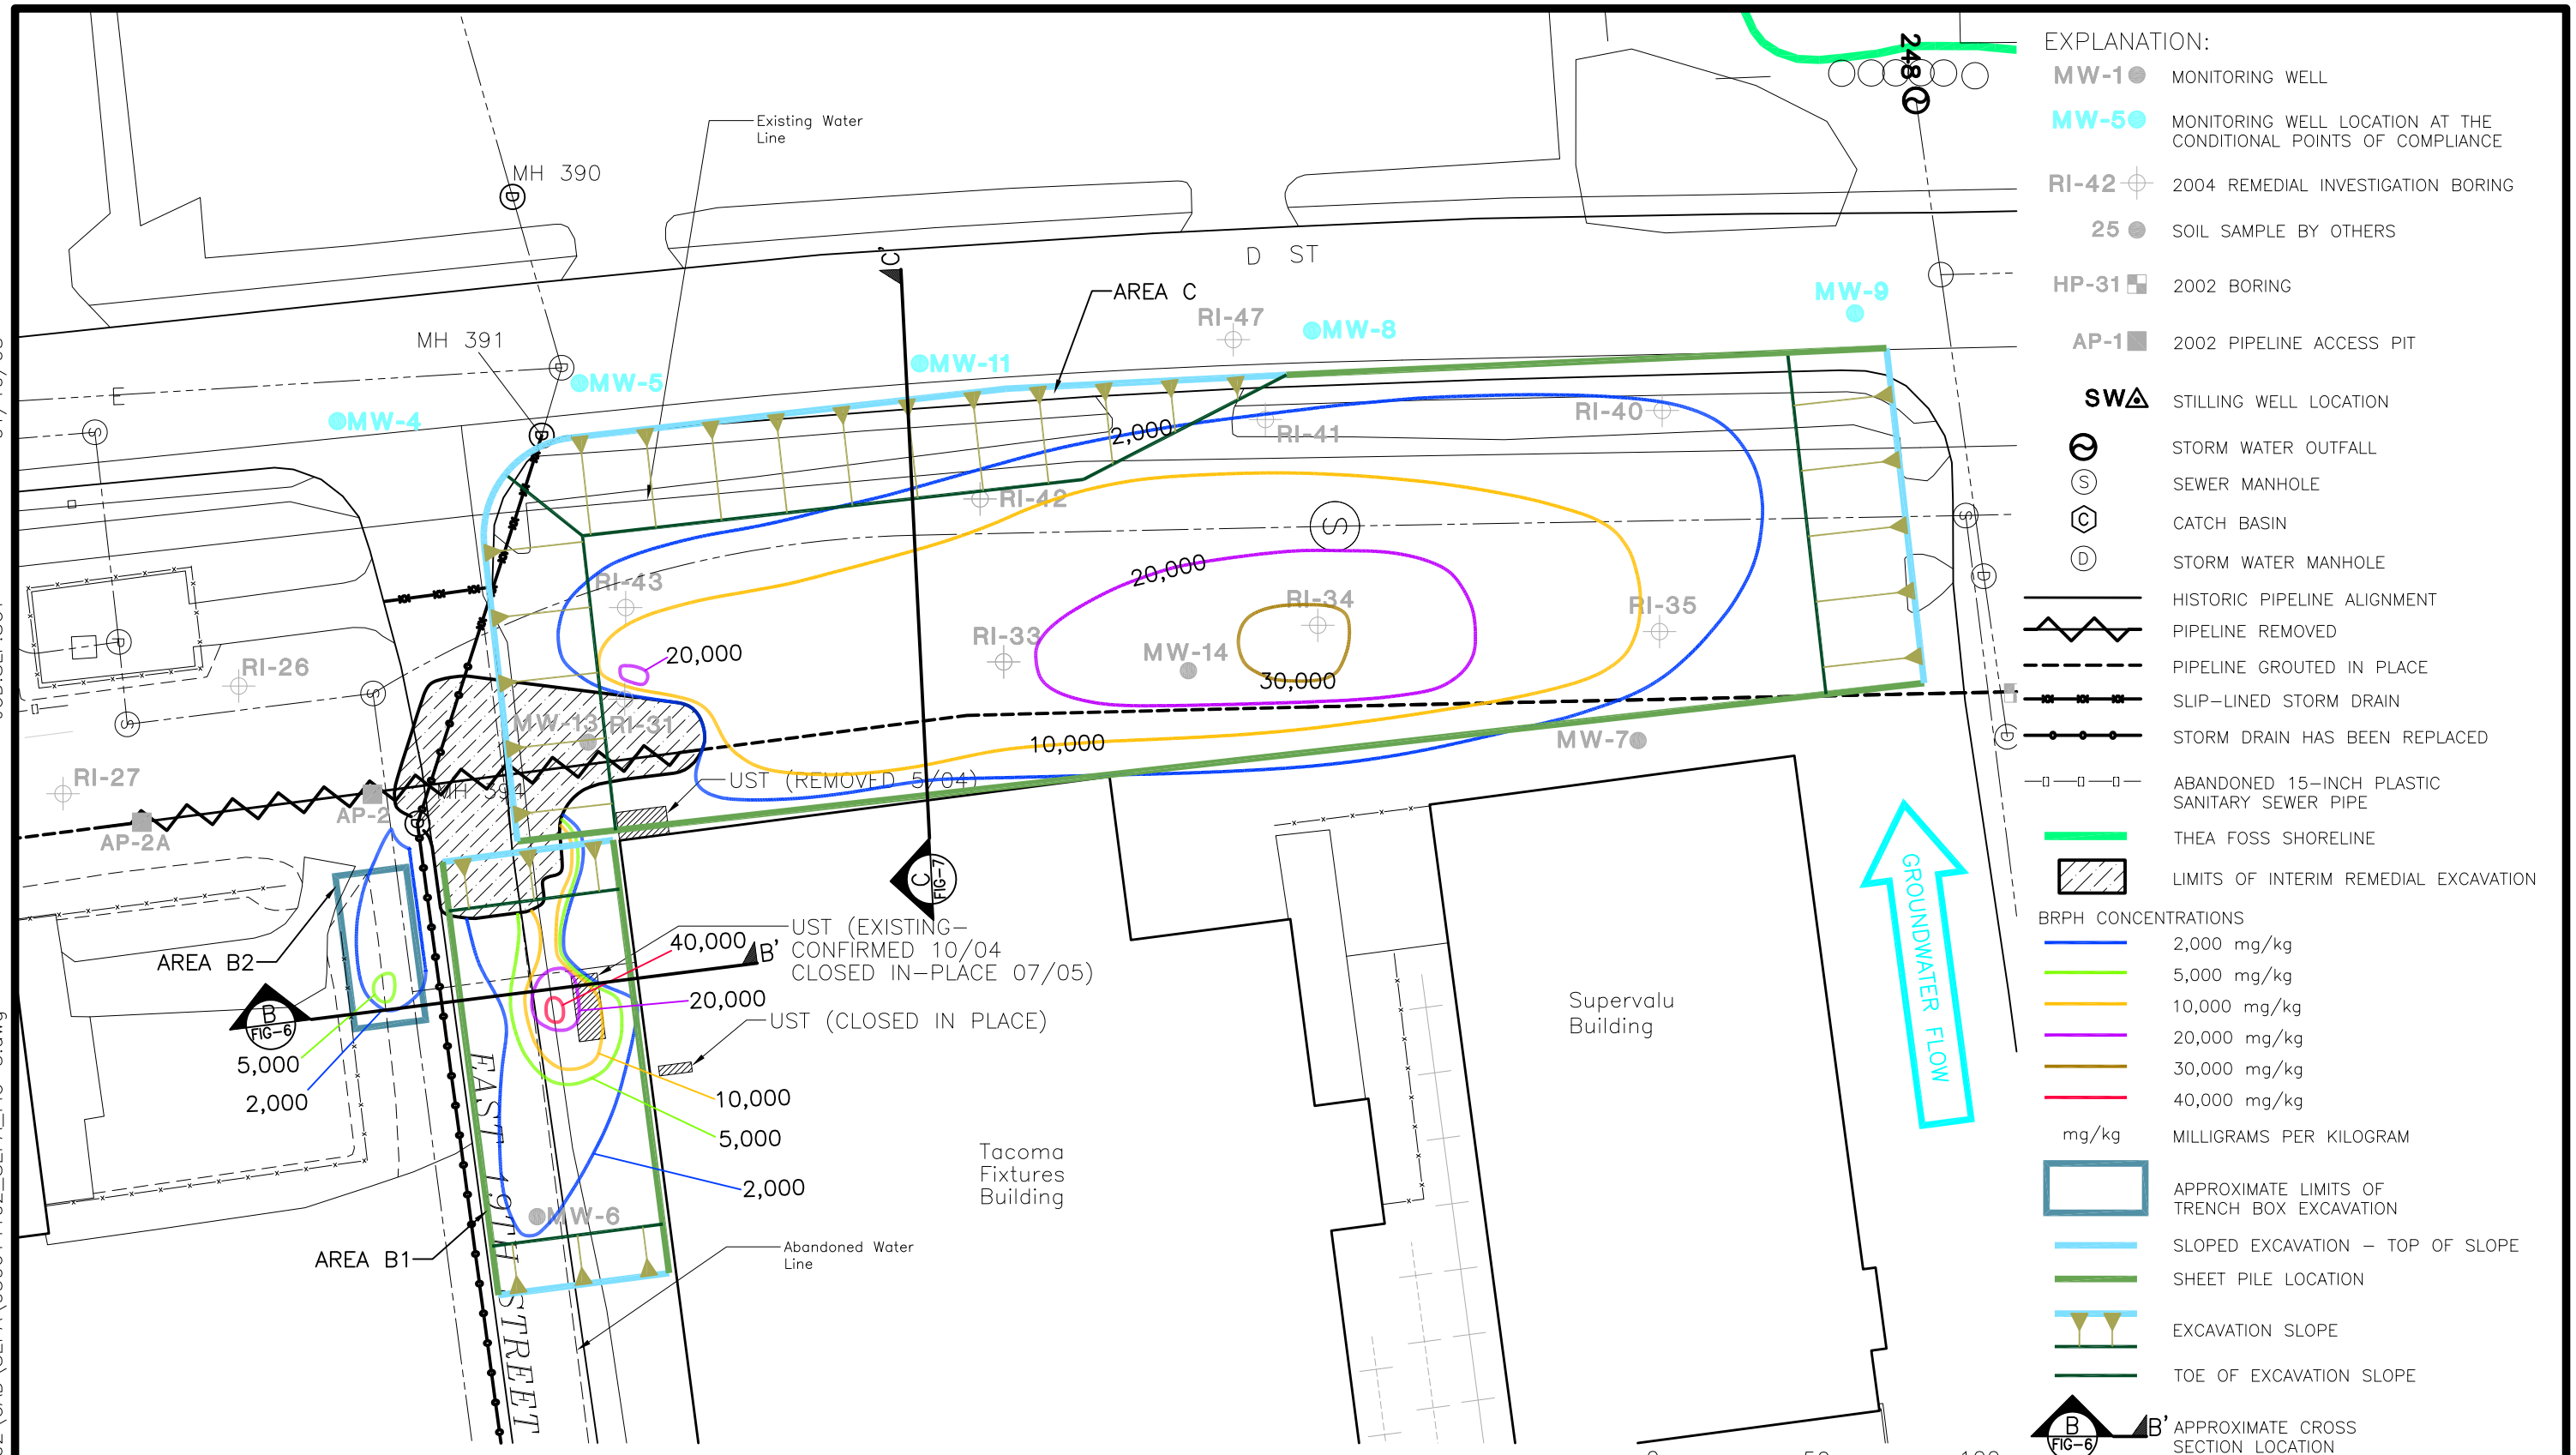 248
Existing Water
Line
MH 390
C'
D ST
AREA C
MW-9
RI-47
MW-8
MH 391
MW-11
MW-5
E
MW-4
2,000
RI-40
RI-41
RI-42
S
20,000
RI-43
RI-34
RI-35
RI-33
MW-14
20,000
30,000
RI-26
MW-13
RI-31
10,000
MW-7
RI-27
UST (REMOVED 5/04)
MH 394
AP-2
AP-2A
C
FIG-7
GROUNDWATER FLOW
UST (EXISTING-
CONFIRMED 10/04
CLOSED IN-PLACE 07/05)
40,000
B'
AREA B2
20,000
UST (CLOSED IN PLACE)
B
FIG-6
5,000
2,000
10,000
5,000
2,000
Supervalu
Building
Tacoma
Fixtures
Building
MW-6
AREA B1
Abandoned Water
Line
EAST 19TH STREET
EXPLANATION:
MW-1 MONITORING WELL
MW-5 MONITORING WELL LOCATION AT THE
CONDITIONAL POINTS OF COMPLIANCE
RI-42 2004 REMEDIAL INVESTIGATION BORING
25 SOIL SAMPLE BY OTHERS
HP-31 2002 BORING
AP-1 2002 PIPELINE ACCESS PIT
SW STILLING WELL LOCATION
STORM WATER OUTFALL
S SEWER MANHOLE
C CATCH BASIN
D STORM WATER MANHOLE
HISTORIC PIPELINE ALIGNMENT
PIPELINE REMOVED
PIPELINE GROUTED IN PLACE
SLIP-LINED STORM DRAIN
STORM DRAIN HAS BEEN REPLACED
ABANDONED 15-INCH PLASTIC
SANITARY SEWER PIPE
THEA FOSS SHORELINE
LIMITS OF INTERIM REMEDIAL EXCAVATION
BRPH CONCENTRATIONS
2,000 mg/kg
5,000 mg/kg
10,000 mg/kg
20,000 mg/kg
30,000 mg/kg
40,000 mg/kg
mg/kg MILLIGRAMS PER KILOGRAM
APPROXIMATE LIMITS OF
TRENCH BOX EXCAVATION
SLOPED EXCAVATION - TOP OF SLOPE
SHEET PILE LOCATION
EXCAVATION SLOPE
TOE OF EXCAVATION SLOPE
B
FIG-6
B'
APPROXIMATE CROSS
SECTION LOCATION